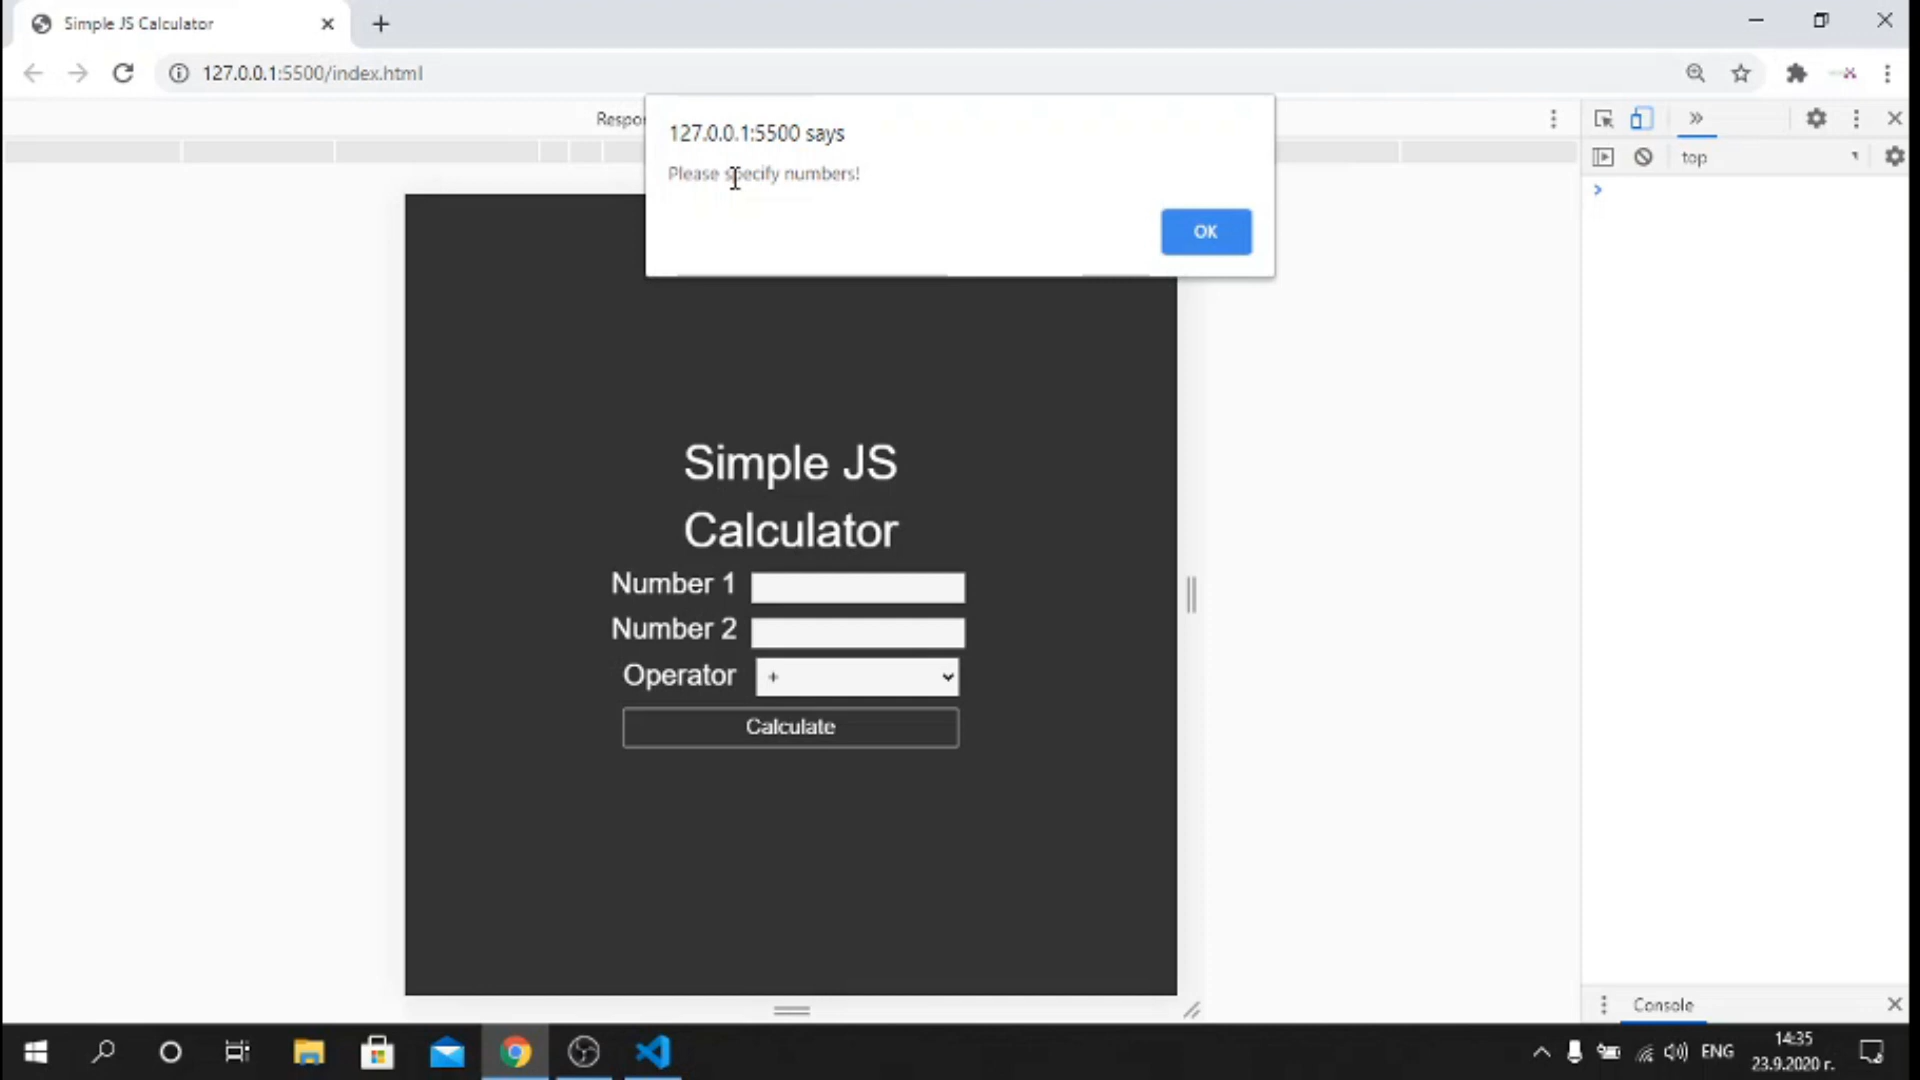 Simple JS Calculator
127.0.0.1:5500/index.html
Respo
127.0.0.1:5500 says
Please specify numbers!
OK
top
Simple JS
Calculator
Number 1
Number 2
Operator
+
Calculate
Console
ENG
14:35
23.9.2020 г.